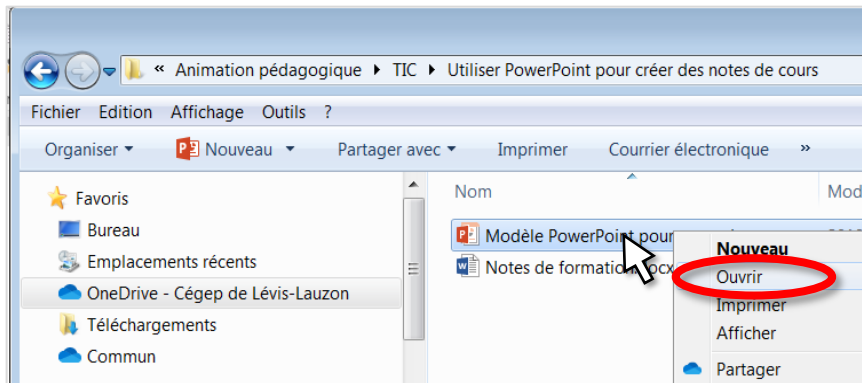 « Animation pédagogique ▸ TIC ▸ Utiliser PowerPoint pour créer des notes de cours
Fichier Edition Affichage Outils ?
Organiser Nouveau Partager avec Imprimer Courrier électronique »
Favoris
Bureau
Emplacements récents
OneDrive - Cégep de Lévis-Lauzon
Téléchargements
Commun
Nom Mod
Modèle PowerPoint pour
Notes de formation.docx
Nouveau
Ouvrir
Imprimer
Afficher
Partager